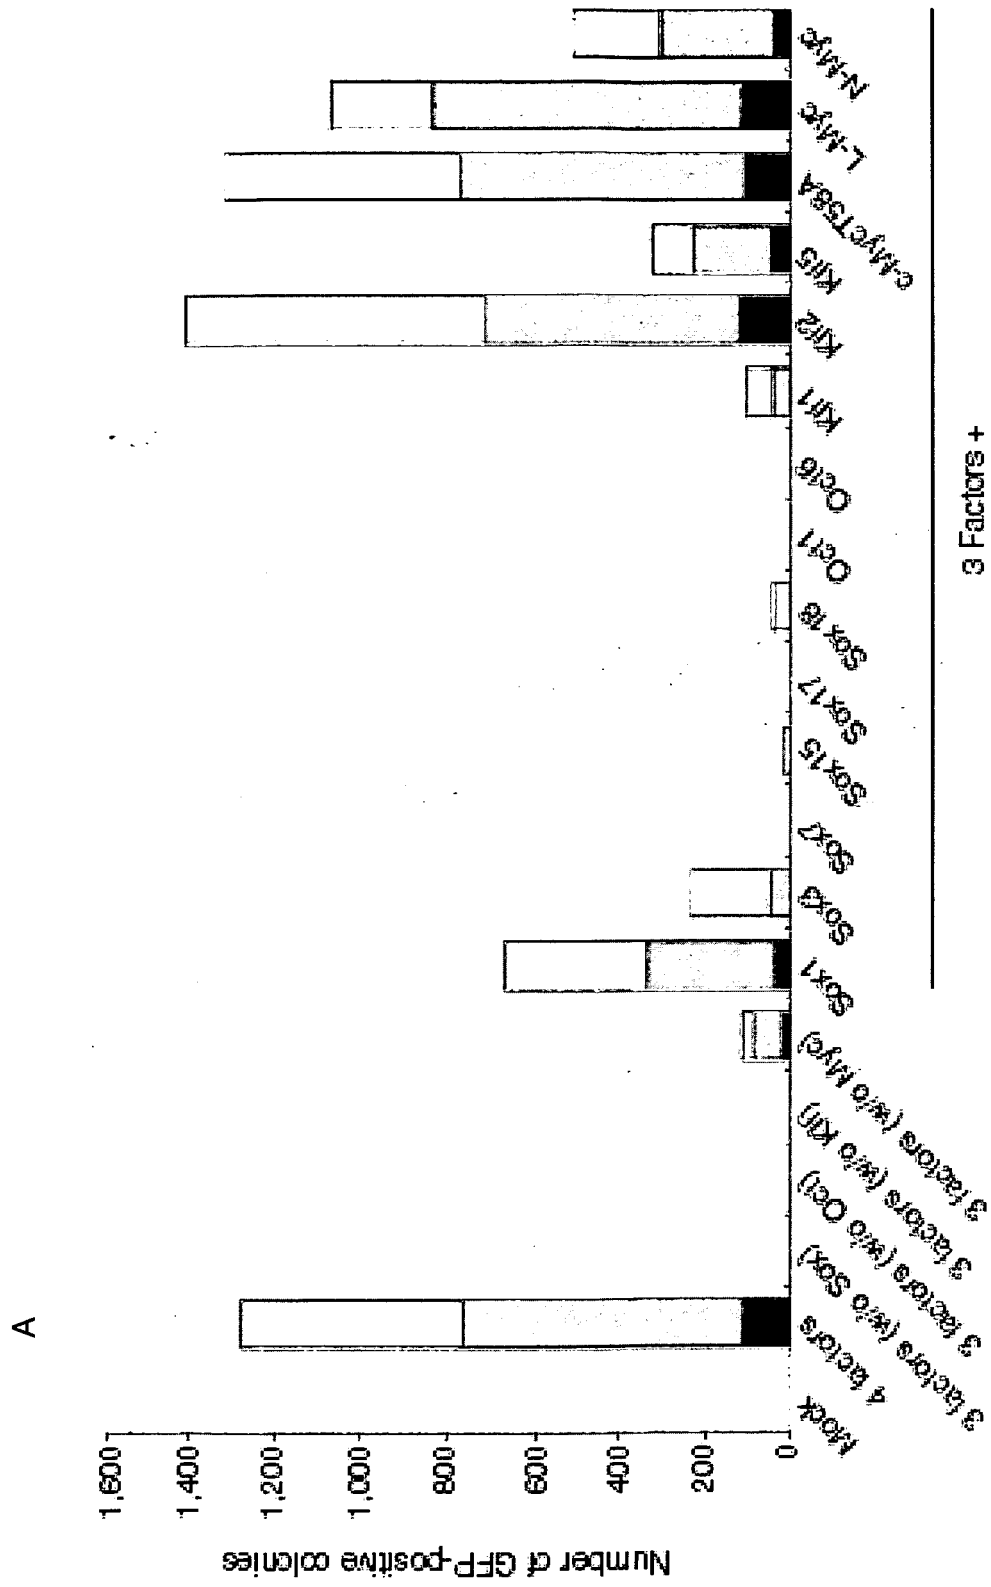 A
Number of GFP-positive colonies
1,600
1,400
1,200
1,000
800
600
400
200
0
Mock
4 factors
3 factors (w/o Sox)
3 factors (w/o Oct)
3 factors (w/o Klf)
3 factors (w/o Myc)
Sox1
Sox3
Sox7
Sox15
Sox17
Sox18
Oct1
Oct6
Klf1
Klf2
Klf5
c-MycT58A
L-Myc
N-Myc
3 Factors +